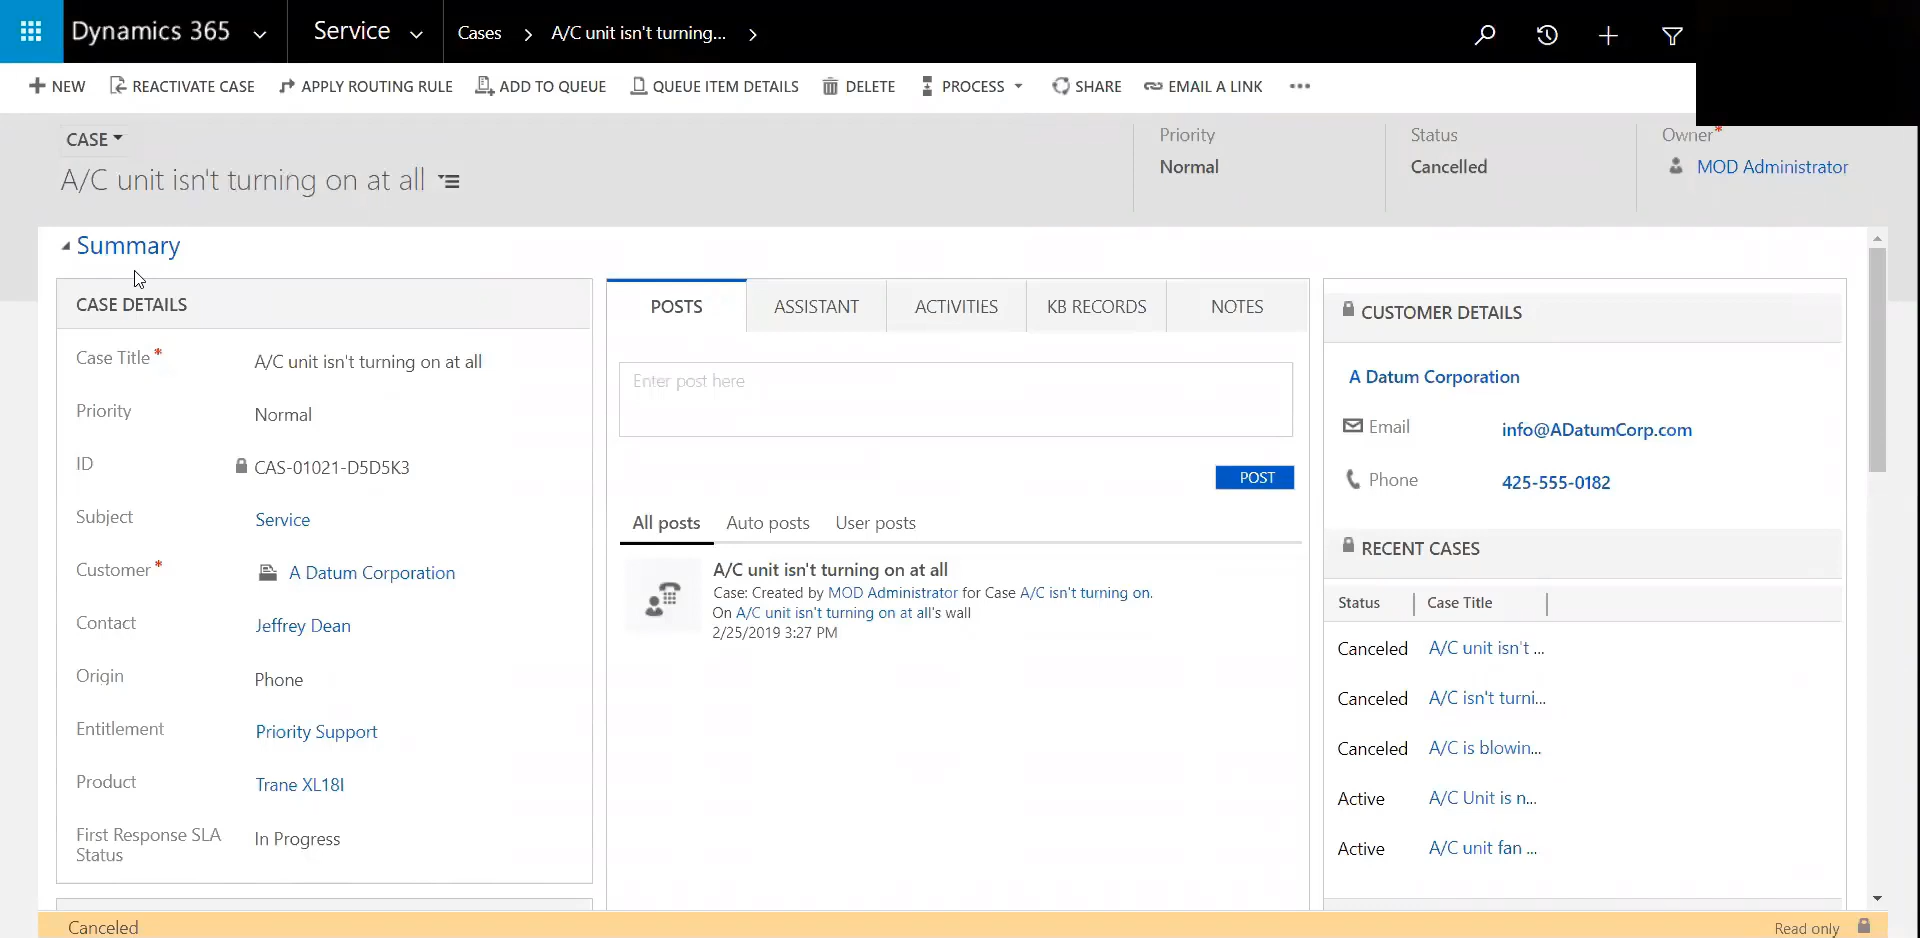 Dynamics 365 Service Cases A/C unit isn't turning...
NEW REACTIVATE CASE APPLY ROUTING RULE ADD TO QUEUE QUEUE ITEM DETAILS DELETE PROCESS SHARE EMAIL A LINK •••
CASE
A/C unit isn't turning on at all
Priority
Normal
Status
Cancelled
Owner*
MOD Administrator
Summary
CASE DETAILS
Case Title* A/C unit isn't turning on at all
Priority Normal
ID CAS-01021-D5D5K3
Subject Service
Customer* A Datum Corporation
Contact Jeffrey Dean
Origin Phone
Entitlement Priority Support
Product Trane XL18I
First Response SLA In Progress
Status
POSTS ASSISTANT ACTIVITIES KB RECORDS NOTES
Enter post here
POST
All posts Auto posts User posts
A/C unit isn't turning on at all
Case: Created by MOD Administrator for Case A/C isn't turning on.
On A/C unit isn't turning on at all's wall
2/25/2019 3:27 PM
CUSTOMER DETAILS
A Datum Corporation
Email info@ADatumCorp.com
Phone 425-555-0182
RECENT CASES
Status Case Title
Canceled A/C unit isn't ...
Canceled A/C isn't turni...
Canceled A/C is blowin...
Active A/C Unit is n...
Active A/C unit fan ...
Canceled Read only